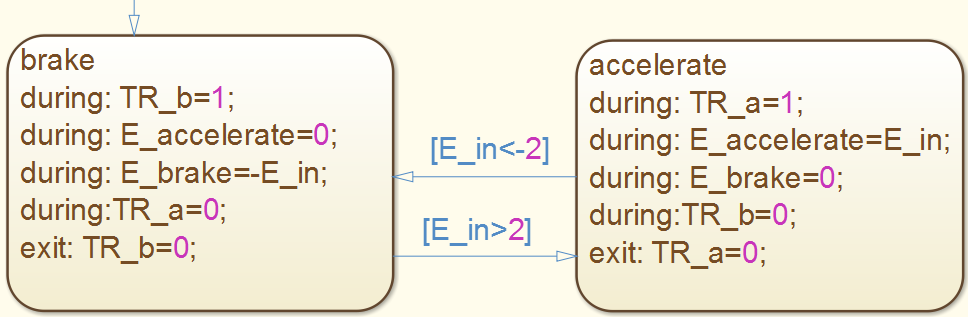 brake
during: TR_b=1;
during: E_accelerate=0;
during: E_brake=-E_in;
during:TR_a=0;
exit: TR_b=0;
[E_in<-2]
[E_in>2]
accelerate
during: TR_a=1;
during: E_accelerate=E_in;
during: E_brake=0;
during:TR_b=0;
exit: TR_a=0;